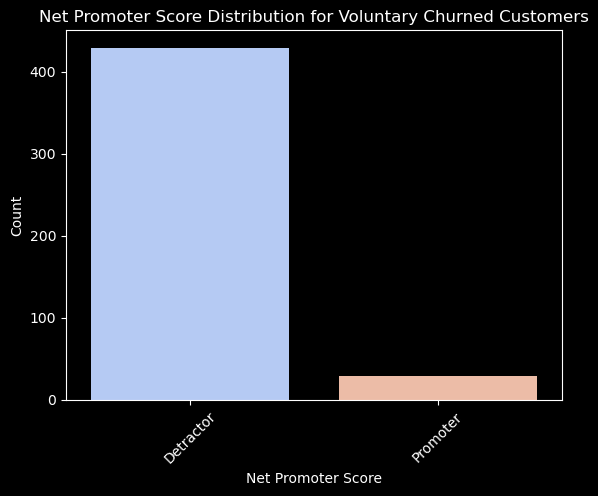 Net Promoter Score Distribution for Voluntary Churned Customers
400
300
200
100
0
Count
Detractor
Promoter
Net Promoter Score